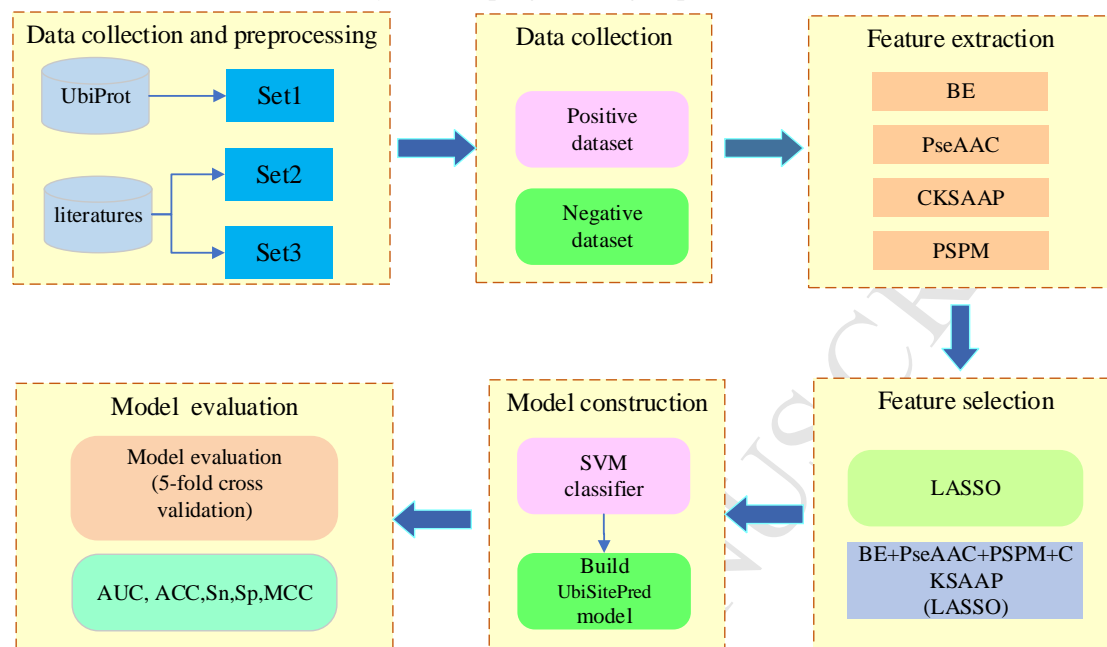 Data collection and preprocessing
UbiProt
Set1
literatures
Set2
Set3
Data collection
Positive
dataset
Negative
dataset
Feature extraction
BE
PseAAC
CKSAAP
PSPM
Feature selection
LASSO
BE+PseAAC+PSPM+C
KSAAP
(LASSO)
Model construction
SVM
classifier
Build
UbiSitePred
model
Model evaluation
Model evaluation
(5-fold cross
validation)
AUC, ACC,Sn,Sp,MCC